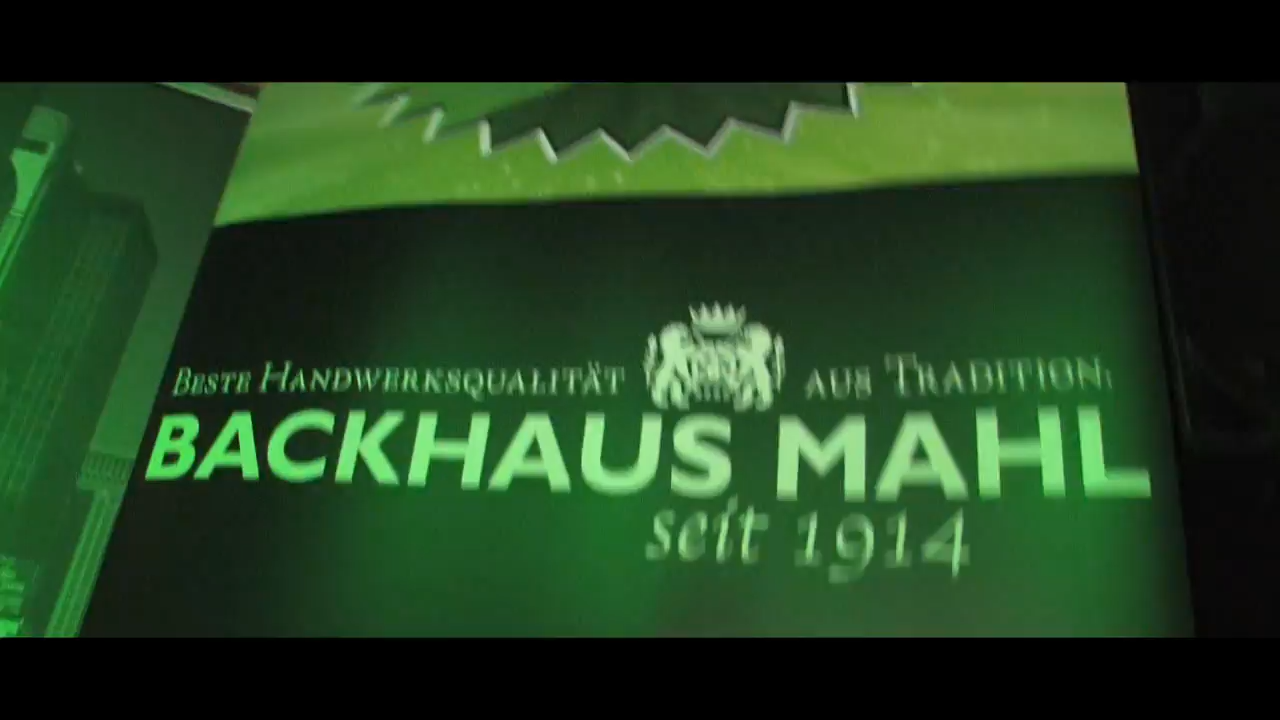 BESTE HANDWERKSQUALITÄT AUS TRADITION:
BACKHAUS MAHL
seit 1914